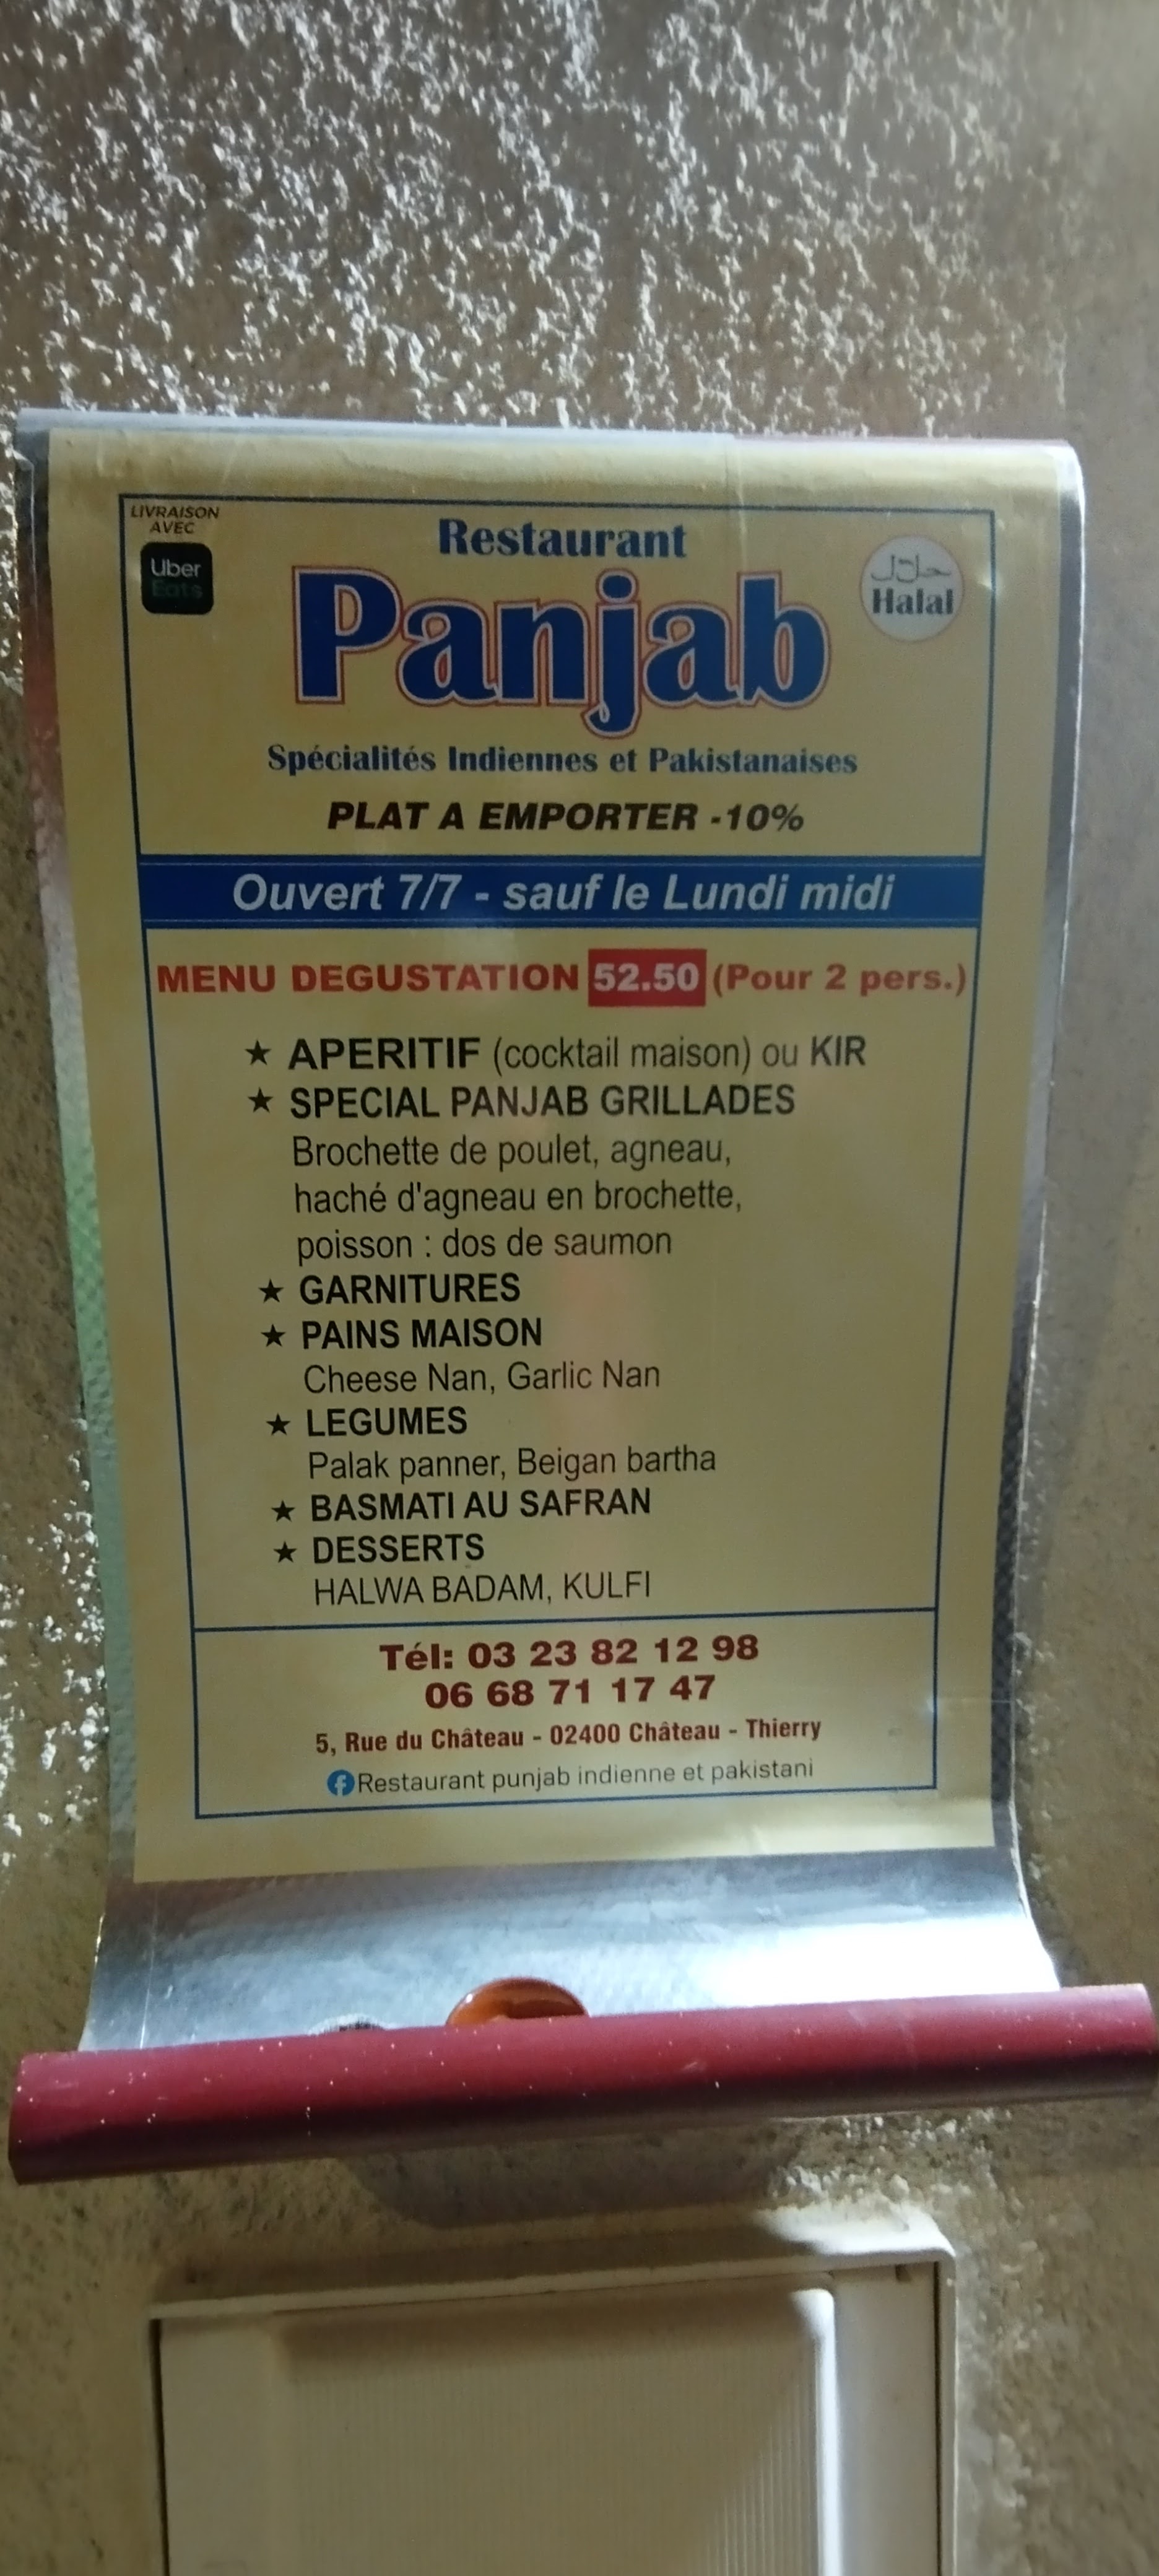 LIVRAISON
AVEC
Uber
Eats
Restaurant
Panjab
حلال
Halal
Spécialités Indiennes et Pakistanaises
PLAT A EMPORTER -10%
Ouvert 7/7 - sauf le Lundi midi
MENU DEGUSTATION 52.50 (Pour 2 pers.)
★ APERITIF (cocktail maison) ou KIR
★ SPECIAL PANJAB GRILLADES
Brochette de poulet, agneau,
haché d'agneau en brochette,
poisson : dos de saumon
★ GARNITURES
★ PAINS MAISON
Cheese Nan, Garlic Nan
★ LEGUMES
Palak panner, Beigan bartha
★ BASMATI AU SAFRAN
★ DESSERTS
HALWA BADAM, KULFI
Tél: 03 23 82 12 98
06 68 71 17 47
5, Rue du Château - 02400 Château - Thierry
Restaurant punjab indienne et pakistani